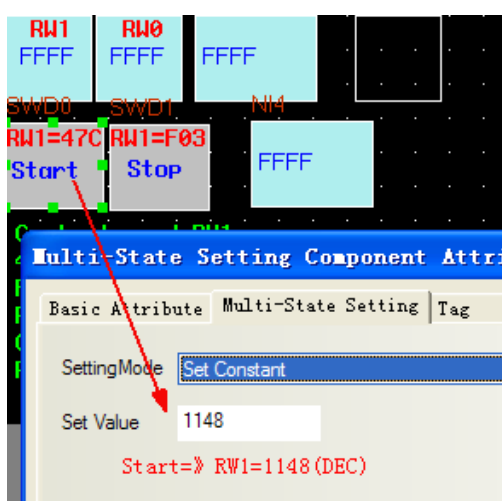 RW1 RW0
FFFF FFFF FFFF
SWD0 SWD1 NI4
RW1=47C RW1=F03
Start Stop FFFF
Multi-State Setting Component Attri
Basic Attribute Multi-State Setting Tag
SettingMode Set Constant
Set Value 1148
Start=》 RW1=1148(DEC)